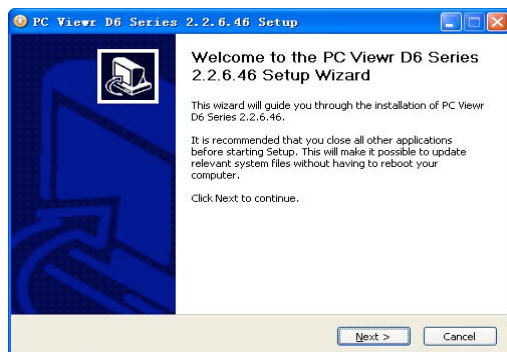 PC Viewr D6 Series 2.2.6.46 Setup
Welcome to the PC Viewr D6 Series
2.2.6.46 Setup Wizard
This wizard will guide you through the installation of PC Viewr
D6 Series 2.2.6.46.
It is recommended that you close all other applications
before starting Setup. This will make it possible to update
relevant system files without having to reboot your
computer.
Click Next to continue.
Next >
Cancel